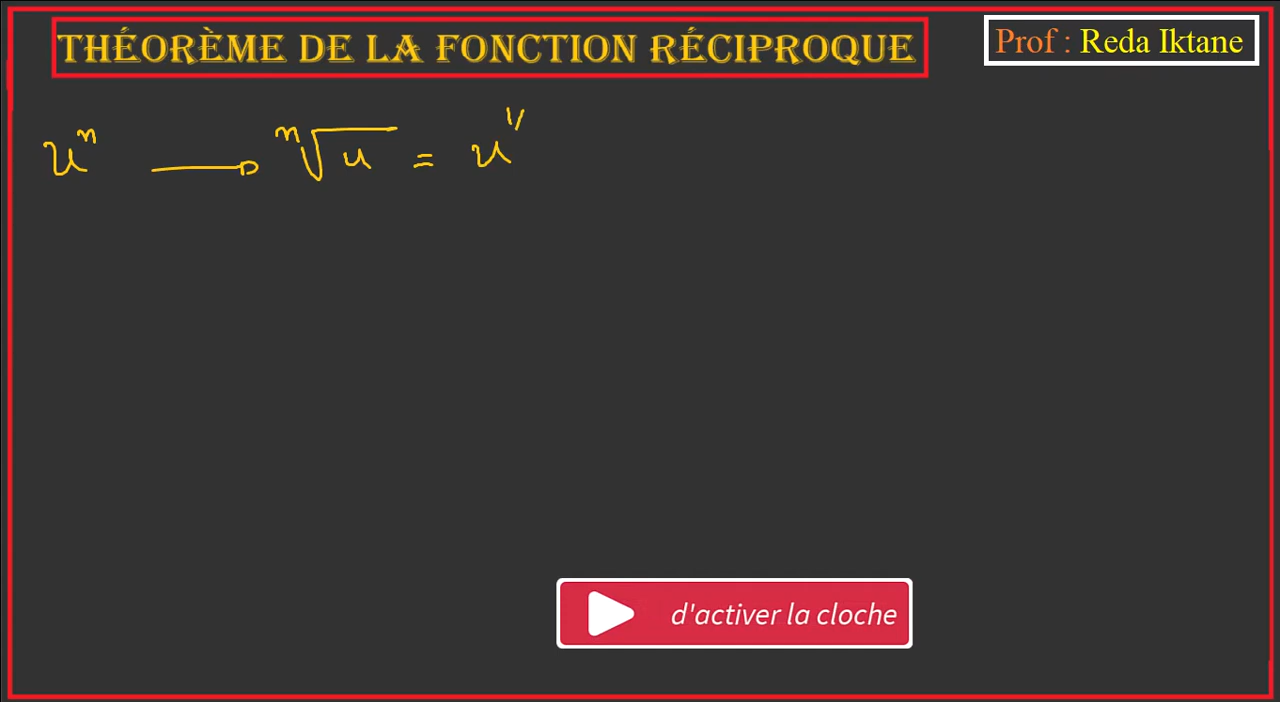 THÉORÈME DE LA FONCTION RÉCIPROQUE
Prof : Reda Iktane
uⁿ → ⁿ√u = u^1/
d'activer la cloche